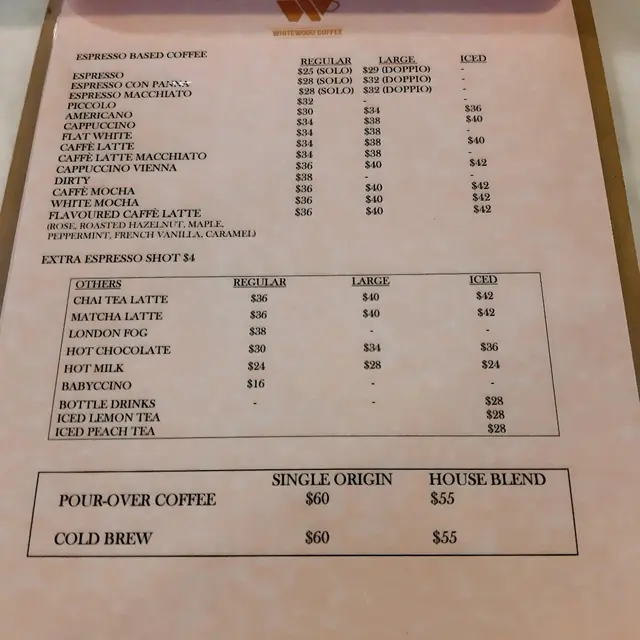 WHITEWOOD COFFEE
ESPRESSO BASED COFFEE REGULAR LARGE ICED
ESPRESSO $25 (SOLO) $29 (DOPPIO) -
ESPRESSO CON PANNA $28 (SOLO) $32 (DOPPIO) -
ESPRESSO MACCHIATO $28 (SOLO) $32 (DOPPIO) -
PICCOLO $32 - -
AMERICANO $30 $34 $36
CAPPUCCINO $34 $38 $40
FLAT WHITE $34 $38 -
CAFFÈ LATTE $34 $38 $40
CAFFÈ LATTE MACCHIATO $34 $38 -
CAPPUCCINO VIENNA $36 $40 $42
DIRTY $38 - -
CAFFÈ MOCHA $36 $40 $42
WHITE MOCHA $36 $40 $42
FLAVOURED CAFFÈ LATTE $36 $40 $42
(ROSE, ROASTED HAZELNUT, MAPLE,
PEPPERMINT, FRENCH VANILLA, CARAMEL)
EXTRA ESPRESSO SHOT $4
OTHERS REGULAR LARGE ICED
CHAI TEA LATTE $36 $40 $42
MATCHA LATTE $36 $40 $42
LONDON FOG $38 - -
HOT CHOCOLATE $30 $34 $36
HOT MILK $24 $28 $24
BABYCCINO $16 - -
BOTTLE DRINKS - - $28
ICED LEMON TEA $28
ICED PEACH TEA $28
SINGLE ORIGIN HOUSE BLEND
POUR-OVER COFFEE $60 $55
COLD BREW $60 $55